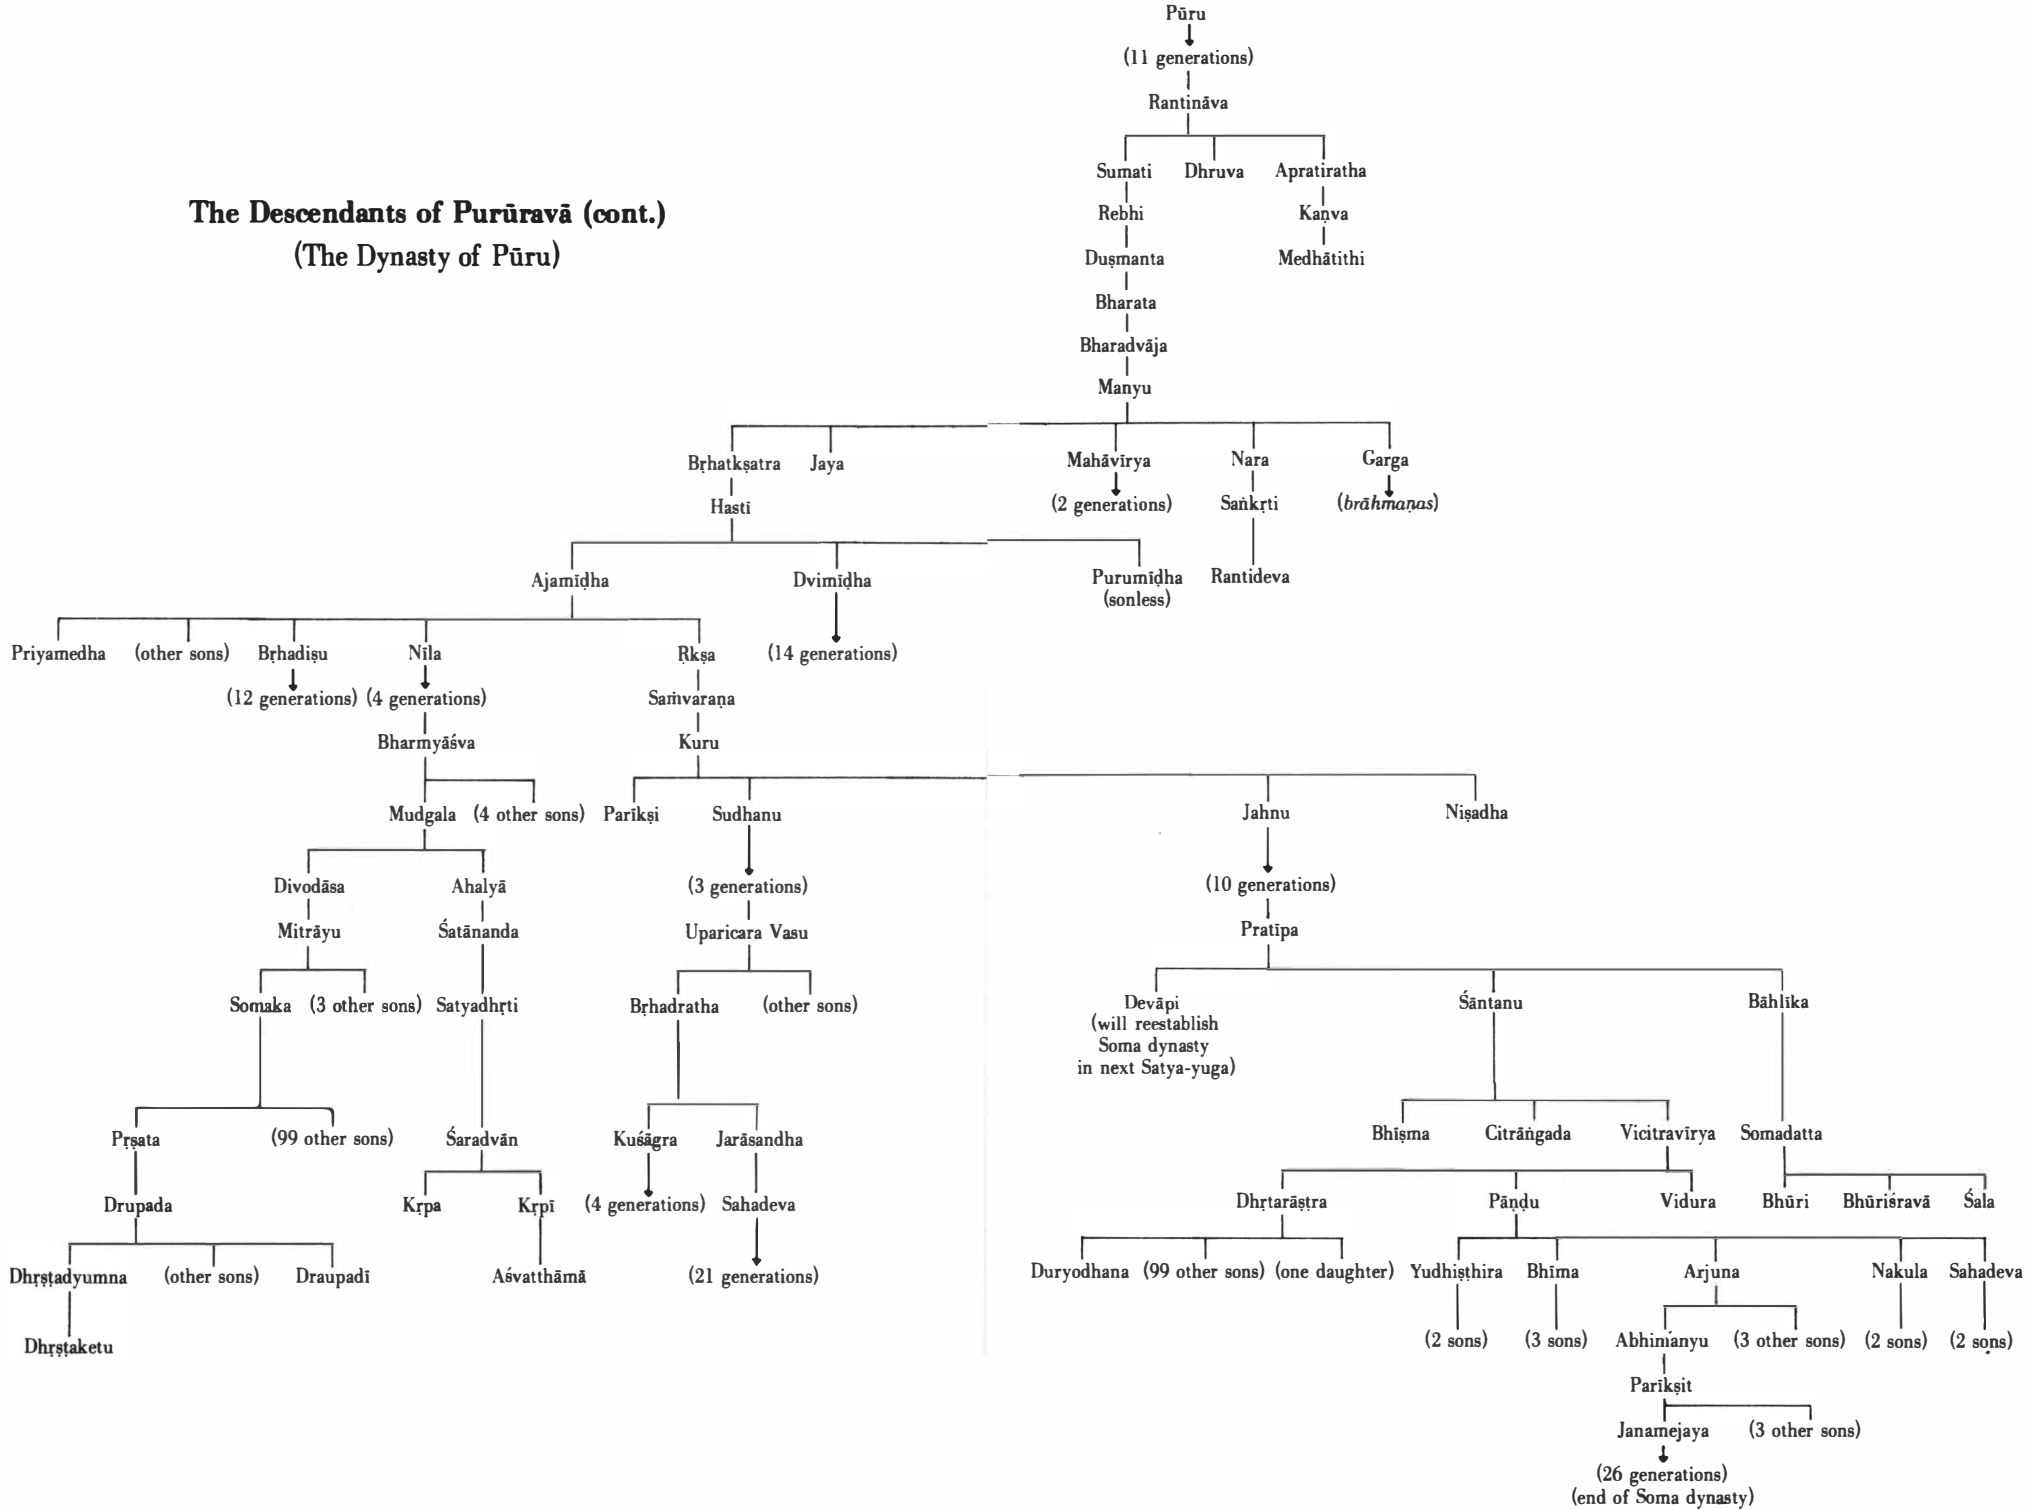 Pūru
(11 generations)
Rantināva
Sumati Dhruva Apratiratha
The Descendants of Purūravā (cont.)
(The Dynasty of Pūru)
Rebhi Kaṇva
Duṣmanta Medhātithi
Bharata
Bharadvāja
Manyu
Bṛhatkṣatra Jaya Mahāvīrya Nara Garga
Hastī (2 generations) Saṅkṛti (brāhmaṇas)
Ajamīḍha Dvimīḍha Purumīḍha Rantideva
(sonless)
Priyamedha (other sons) Bṛhadiṣu Nīla Ṛkṣa (14 generations)
(12 generations) (4 generations) Saṁvaraṇa
Bharmyāśva Kuru
Mudgala (4 other sons) Parīkṣi Sudhanu Jahnu Niṣadha
Divodāsa Ahalyā (3 generations) (10 generations)
Mitrāyu Śatānanda Uparicara Vasu Pratīpa
Somaka (3 other sons) Satyadhṛti Bṛhadratha (other sons) Devāpi Śāntanu Bāhlīka
(will reestablish
Soma dynasty
in next Satya-yuga)
Pṛṣata (99 other sons) Śaradvān Kuśāgra Jarāsandha Bhīṣma Citrāṅgada Vicitravīrya Somadatta
Drupada Kṛpa Kṛpī (4 generations) Sahadeva Dhṛtarāṣṭra Pāṇḍu Vidura Bhūri Bhūriśravā Śala
Dhṛṣṭadyumna (other sons) Draupadī Aśvatthāmā (21 generations) Duryodhana (99 other sons) (one daughter) Yudhiṣṭhira Bhīma Arjuna Nakula Sahadeva
Dhṛṣṭaketu (2 sons) (3 sons) Abhimanyu (3 other sons) (2 sons) (2 sons)
Parīkṣit
Janamejaya (3 other sons)
(26 generations)
(end of Soma dynasty)